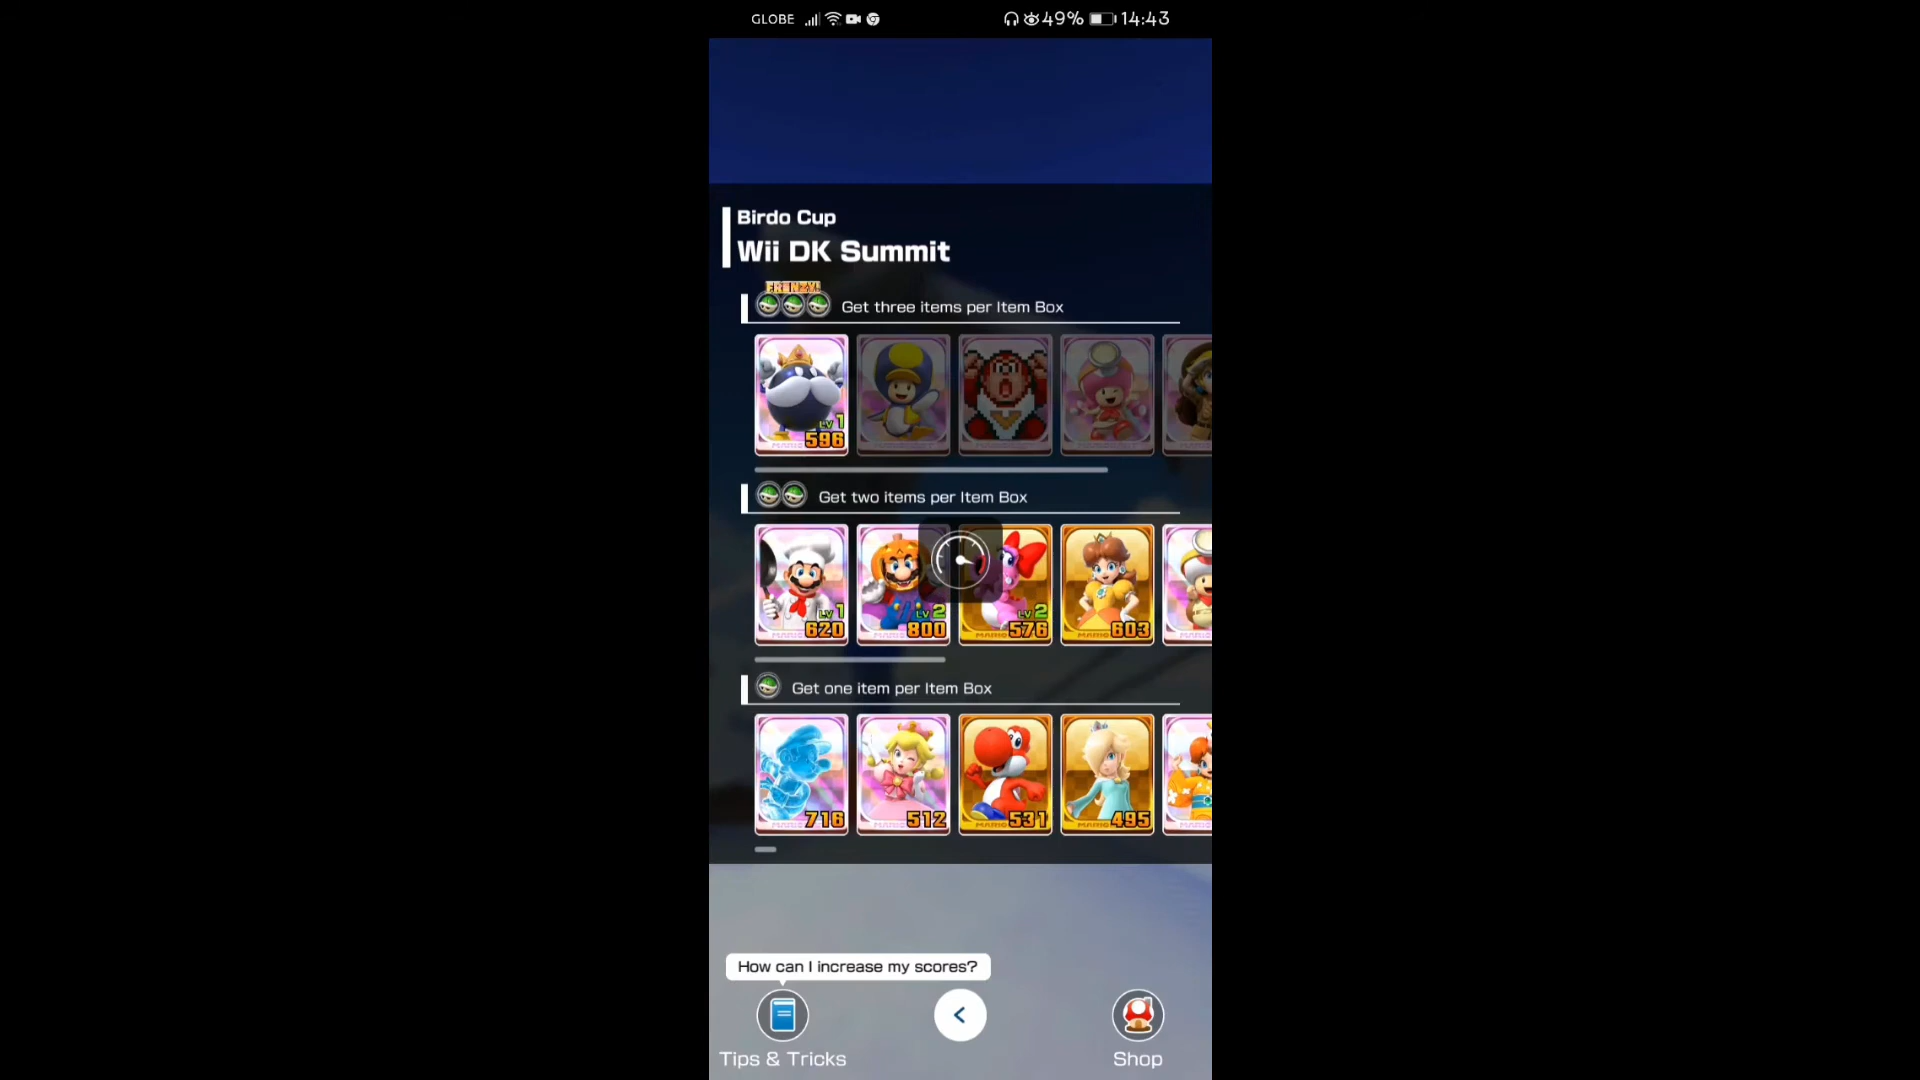 GLOBE 49% 14:43
Birdo Cup
Wii DK Summit
FRENZY!
Get three items per Item Box
LV 1
596
Get two items per Item Box
LV 1 LV 2 LV 2
620 800 576 603
Get one item per Item Box
716 512 531 495
How can I increase my scores?
Tips & Tricks Shop